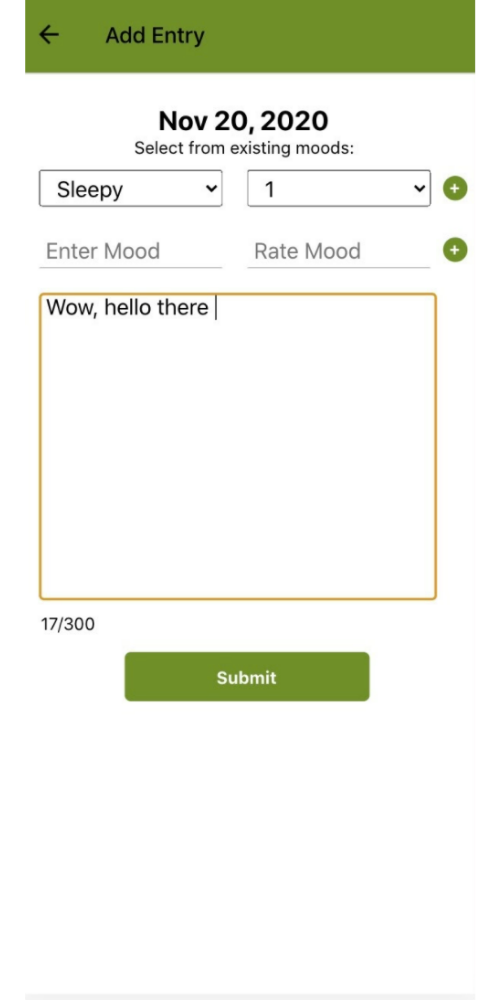 Add Entry
Nov 20, 2020
Select from existing moods:
Sleepy 1
Enter Mood Rate Mood
Wow, hello there
17/300
Submit